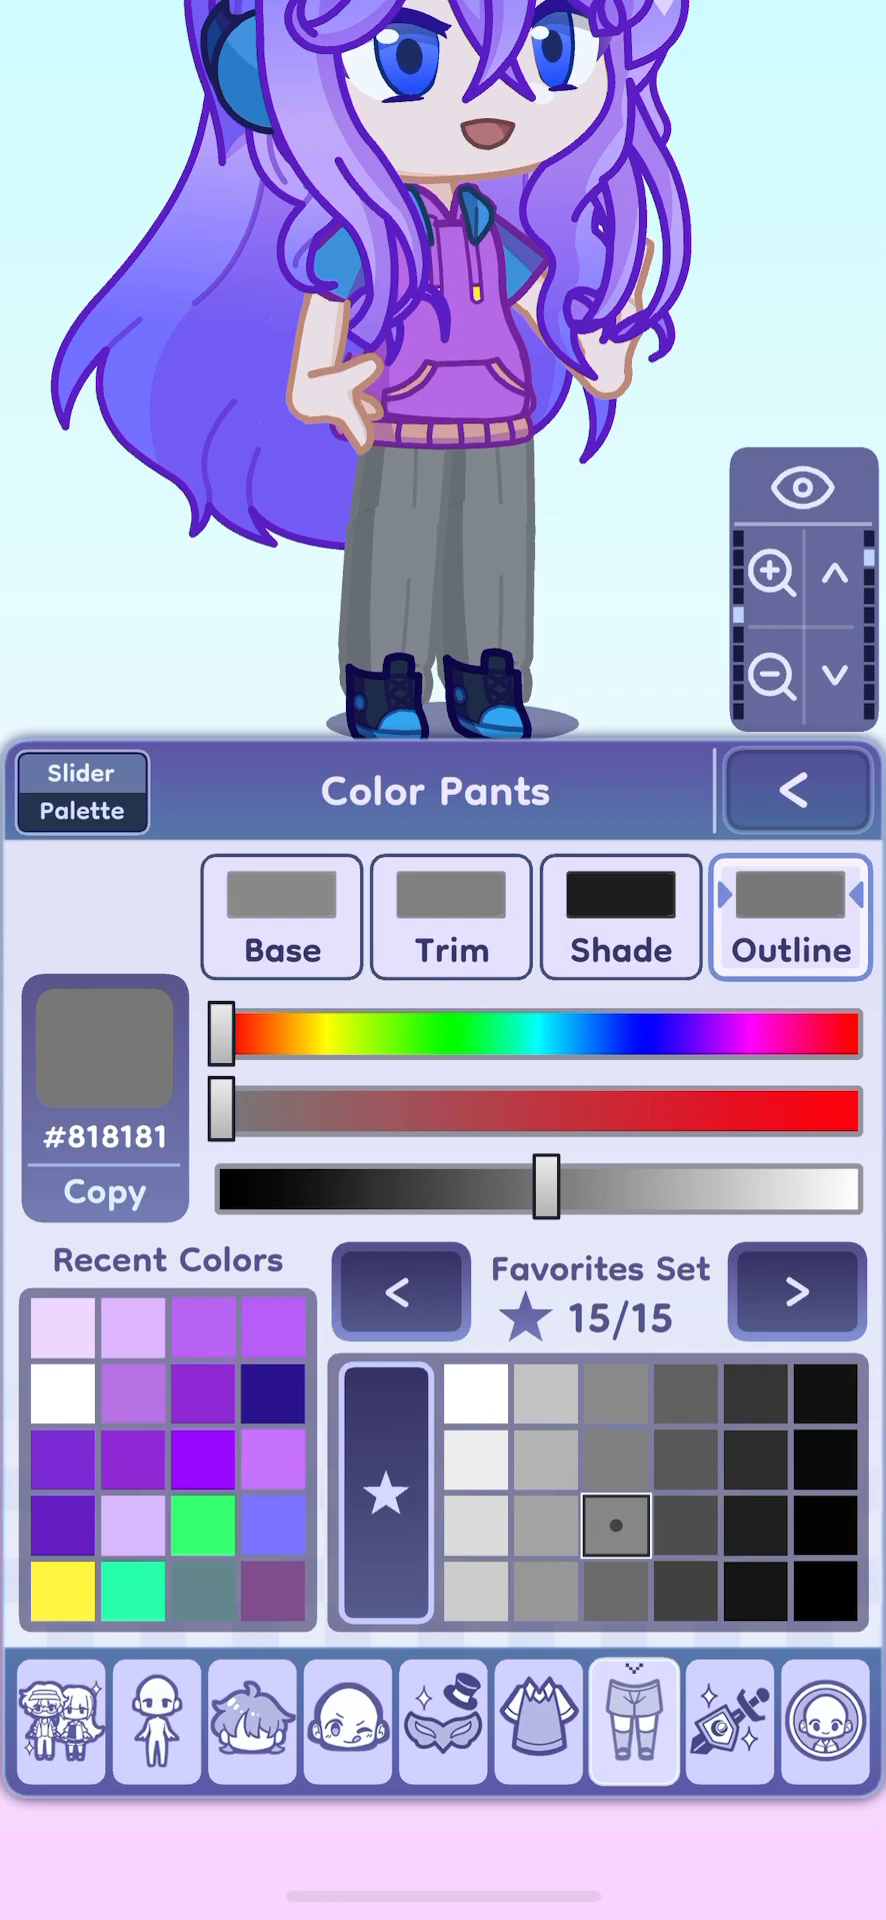 Slider
Palette
Color Pants
<
Base
Trim
Shade
Outline
#818181
Copy
Recent Colors
<
Favorites Set
15/15
>